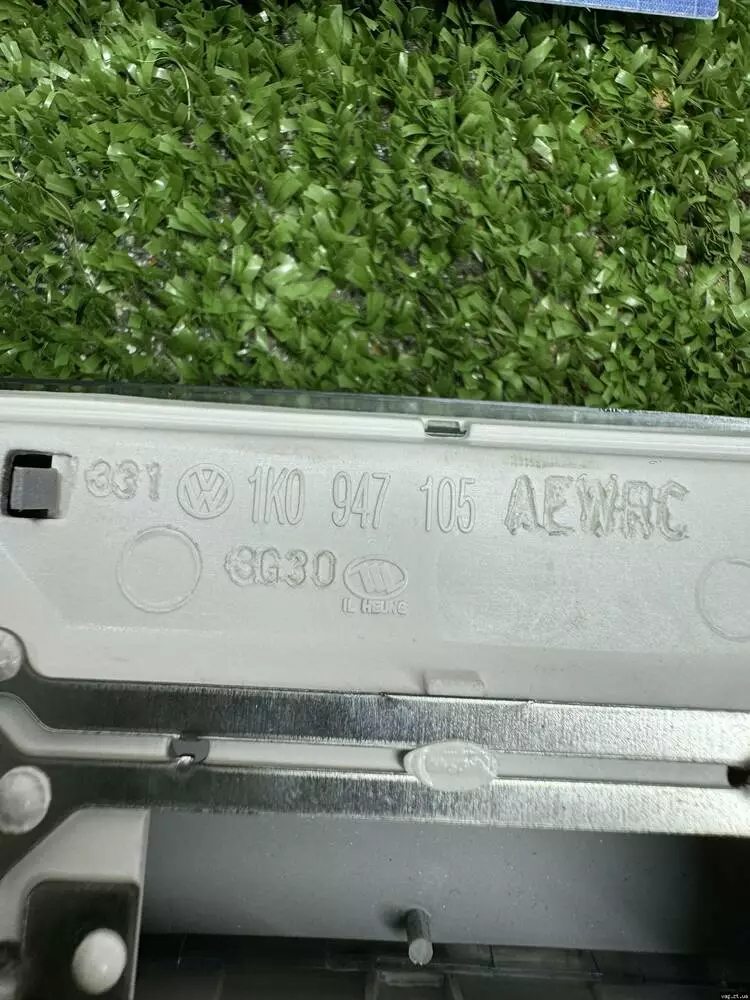 331 1K0 947 105 AEWRC
3G30
IL HEUNG
vag.zt.ua